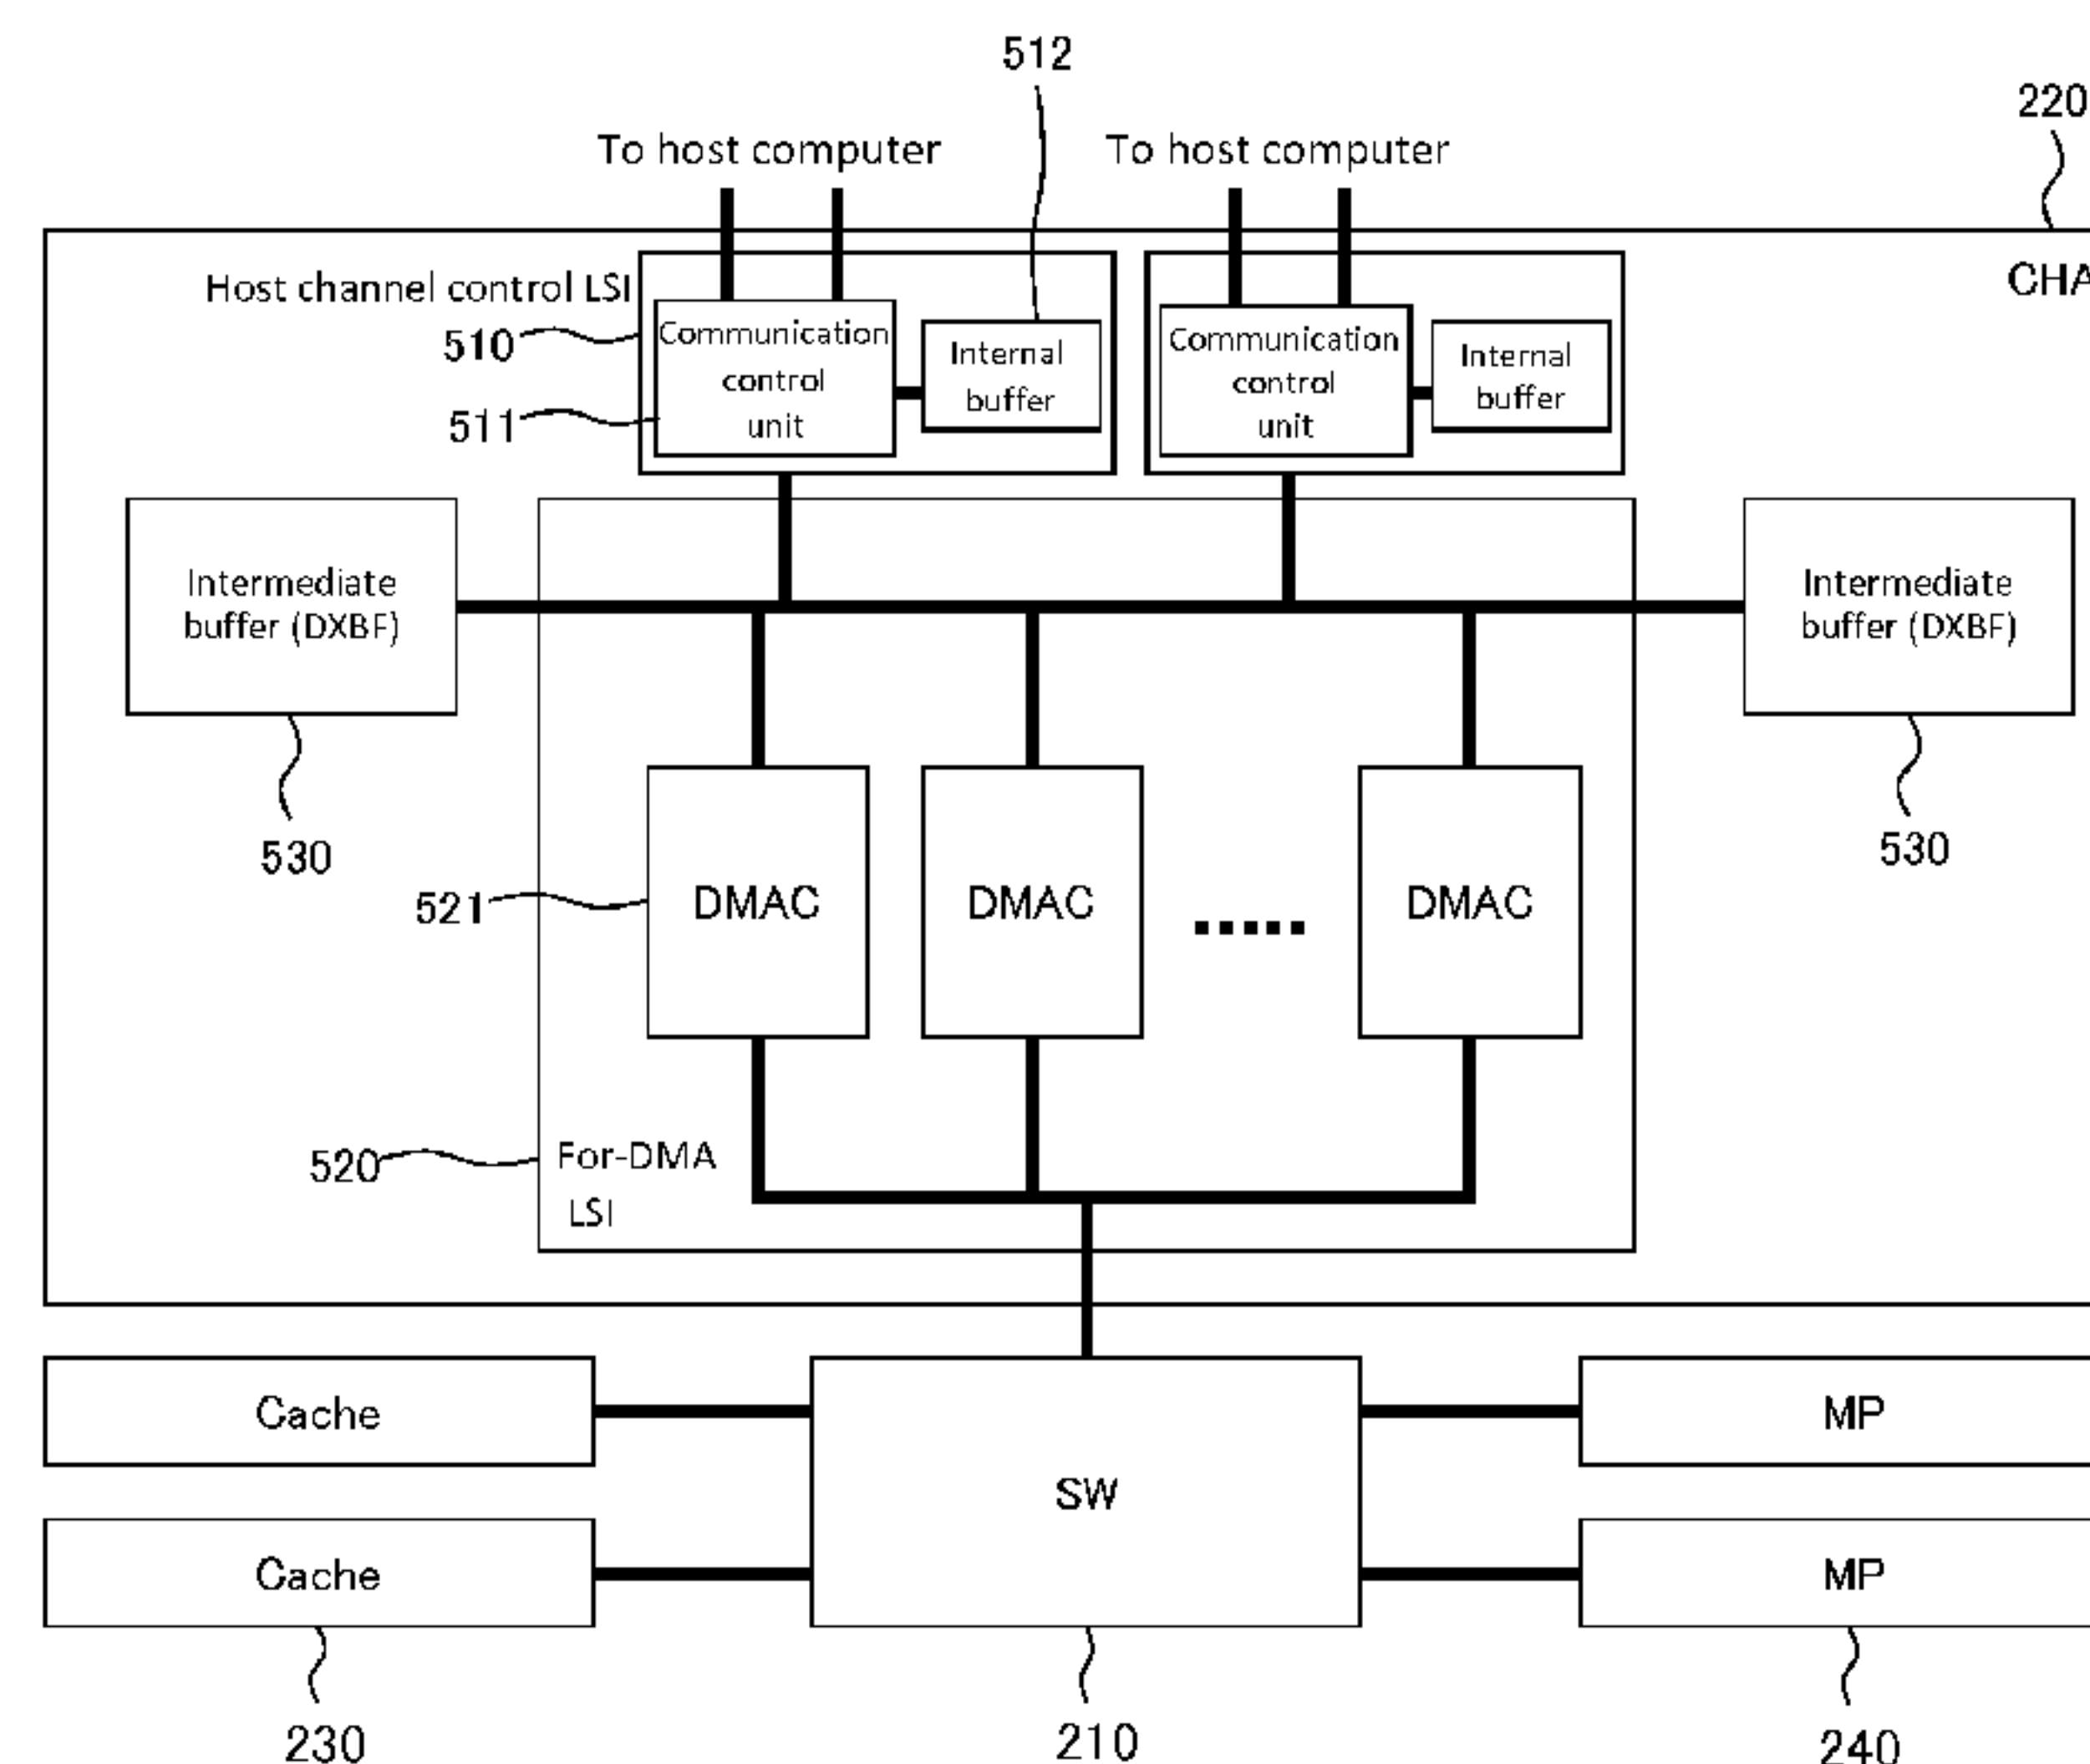 512
220
To host computer
To host computer
CHA
Host channel control LSI
510
511
Communication
control
unit
Internal
buffer
Communication
control
unit
Internal
buffer
Intermediate
buffer (DXBF)
Intermediate
buffer (DXBF)
530
530
521
DMAC
DMAC
DMAC
520
For-DMA
LSI
Cache
SW
MP
Cache
MP
230
210
240